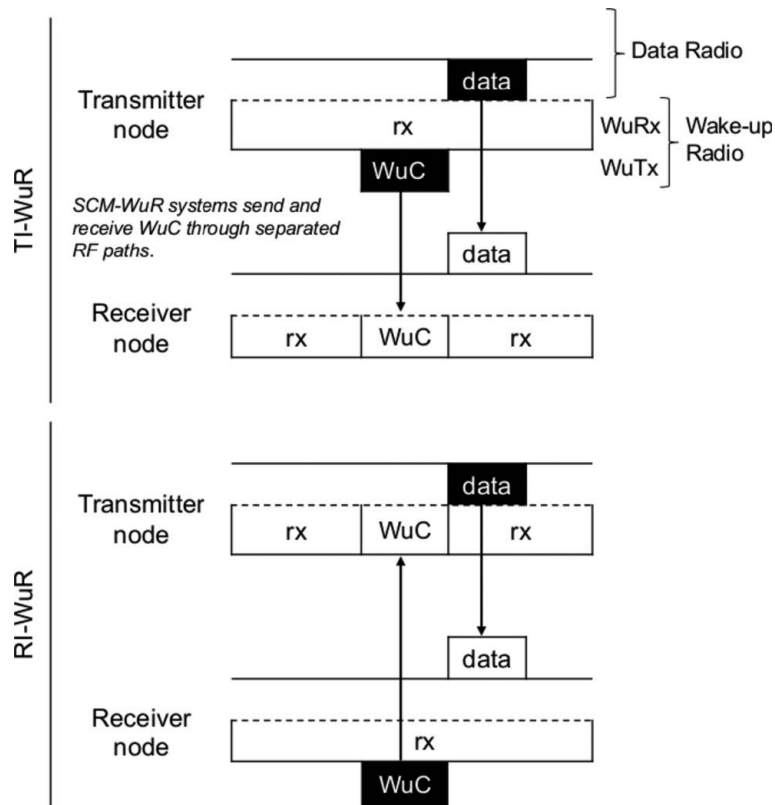 data
Data Radio
Transmitter
node
rx
WuRx
WuTx
Wake-up
Radio
WuC
TI-WuR
SCM-WuR systems send and
receive WuC through separated
RF paths.
data
Receiver
node
rx
WuC
rx
data
Transmitter
node
rx
WuC
rx
RI-WuR
data
Receiver
node
rx
WuC